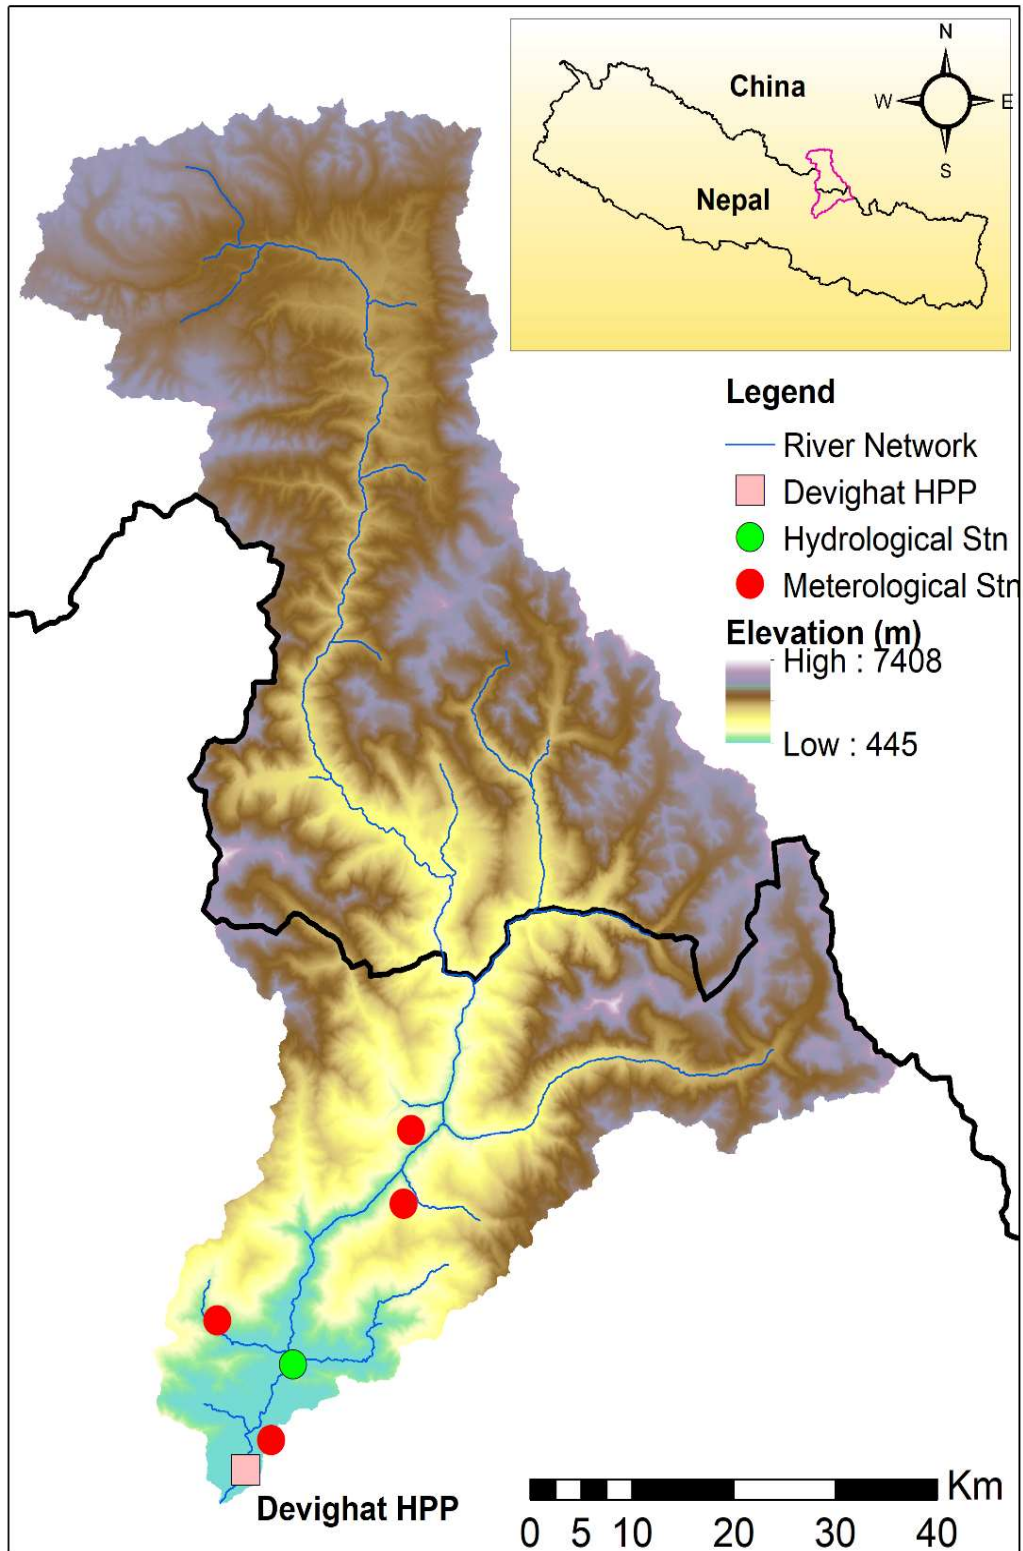 N
China
W
E
S
Nepal
Legend
River Network
Devighat HPP
Hydrological Stn
Meterological Stn
Elevation (m)
High : 7408
Low : 445
Devighat HPP
Km
0 5 10 20 30 40